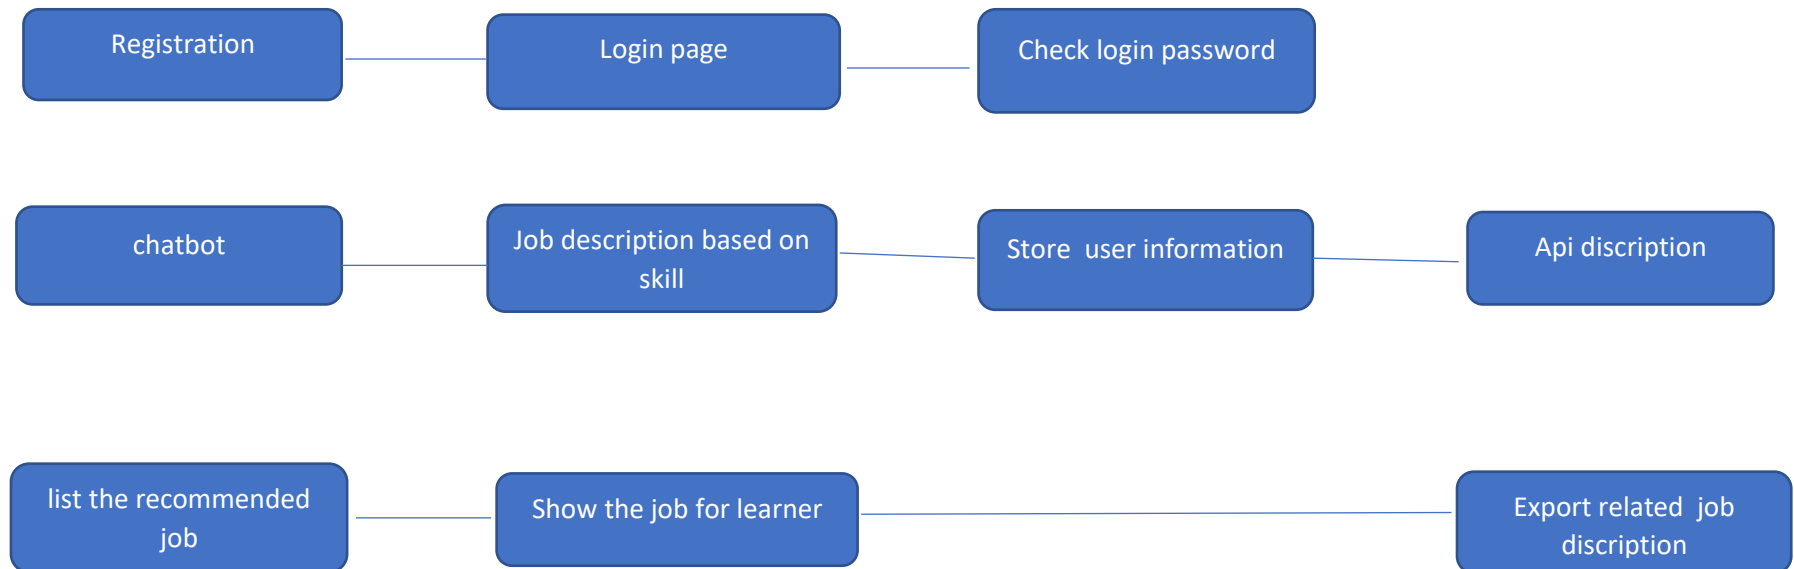 Registration
Login page
Check login password
chatbot
Job description based on
skill
Store  user information
Api discription
list the recommended
job
Show the job for learner
Export related  job
discription